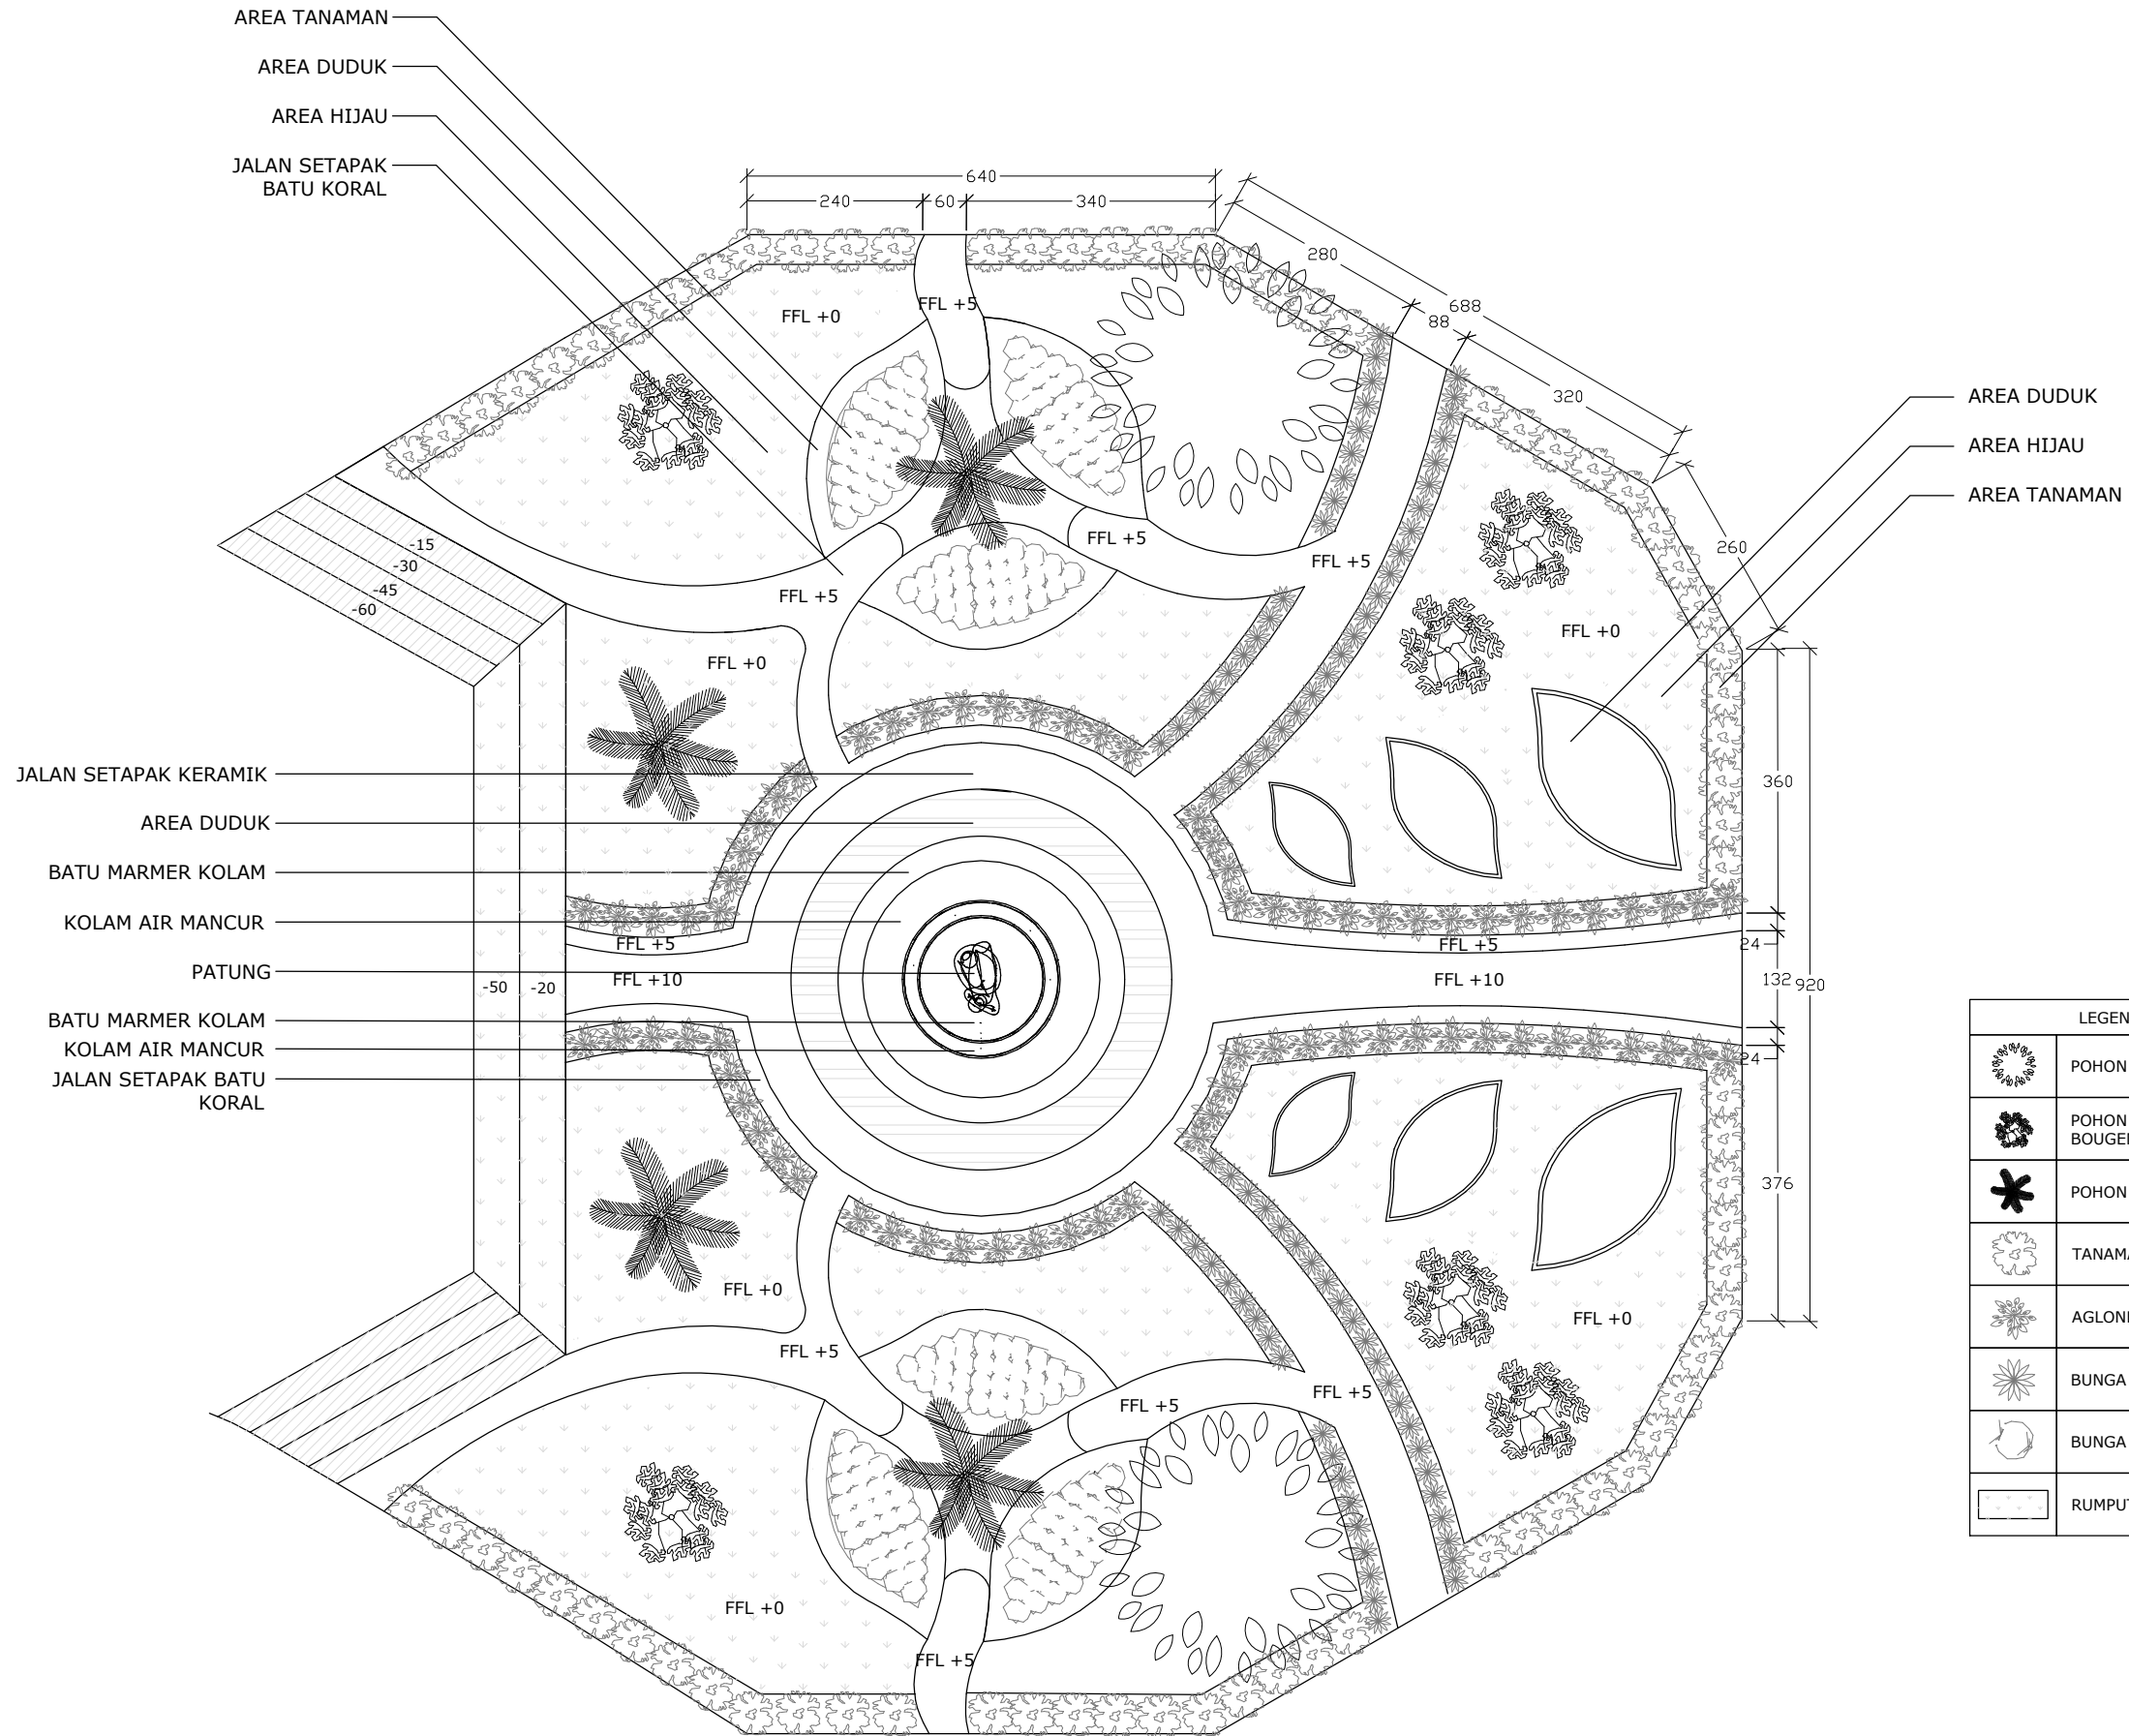 AREA TANAMAN
AREA DUDUK
AREA HIJAU
JALAN SETAPAK
BATU KORAL
640
240
60
340
280
688
88
320
260
FFL +0
FFL +5
AREA DUDUK
AREA HIJAU
AREA TANAMAN
-15
-30
-45
-60
FFL +5
FFL +5
FFL +5
FFL +0
FFL +0
JALAN SETAPAK KERAMIK
AREA DUDUK
BATU MARMER KOLAM
KOLAM AIR MANCUR
PATUNG
BATU MARMER KOLAM
KOLAM AIR MANCUR
JALAN SETAPAK BATU
KORAL
360
FFL +5
FFL +5
24
-50
-20
FFL +10
FFL +10
132
920
24
376
FFL +0
FFL +0
FFL +5
FFL +5
FFL +5
FFL +0
FFL +5
LEGEN
POHON
POHON
BOUGEN
POHON
TANAMA
AGLON
BUNGA
BUNGA
RUMPUT